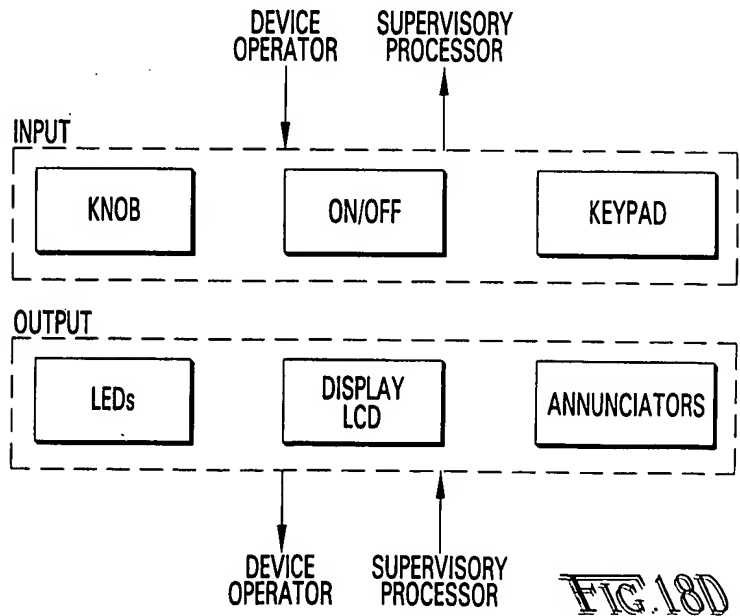 DEVICE
OPERATOR
SUPERVISORY
PROCESSOR
INPUT
KNOB
ON/OFF
KEYPAD
OUTPUT
LEDs
DISPLAY
LCD
ANNUNCIATORS
DEVICE
OPERATOR
SUPERVISORY
PROCESSOR
FIG. 18D